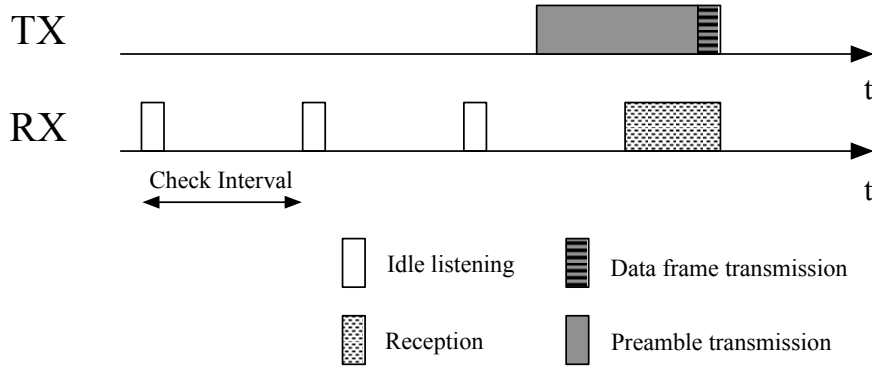 TX
t
RX
t
Check Interval
Idle listening
Data frame transmission
Reception
Preamble transmission